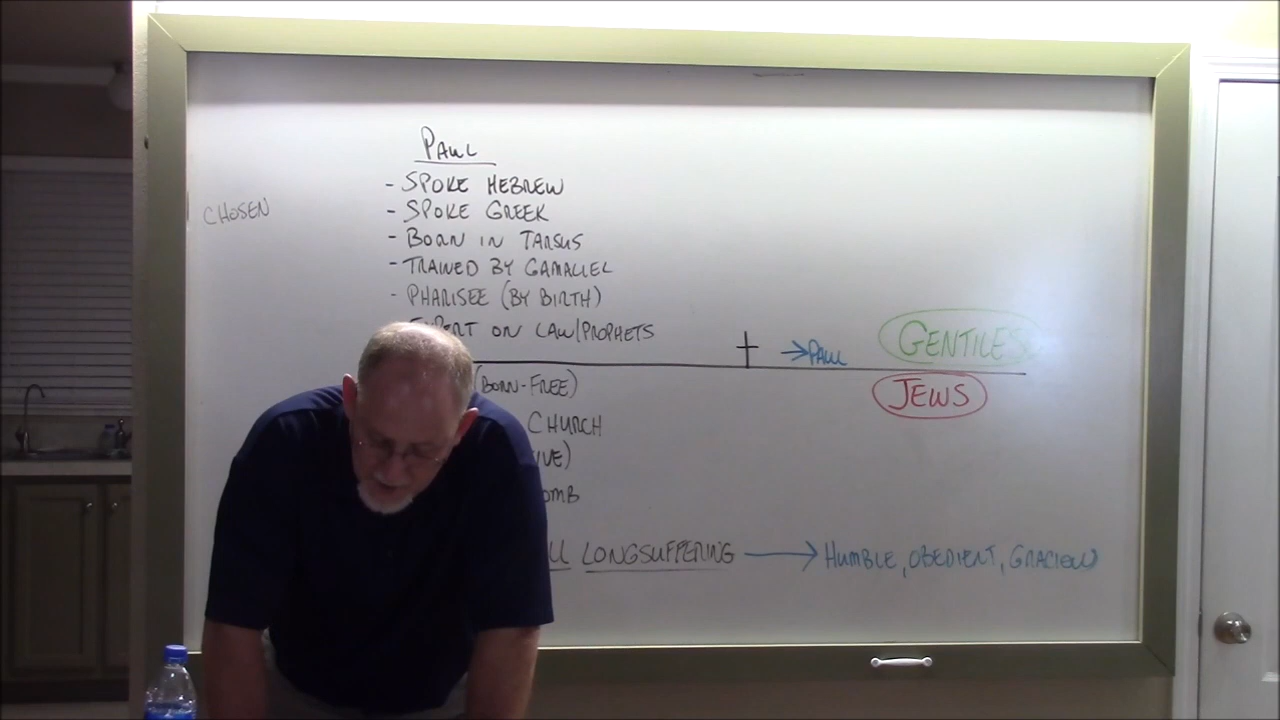 PAUL
- SPOKE HEBREW
CHOSEN
- SPOKE GREEK
- BORN IN TARSUS
- TRAINED BY GAMALIEL
- PHARISEE (BY BIRTH)
ON LAW/PROPHETS
→ PAUL
GENTILES
(BORN-FREE)
JEWS
CHURCH
LONGSUFFERING → HUMBLE, OBEDIENT, GRACIOUS